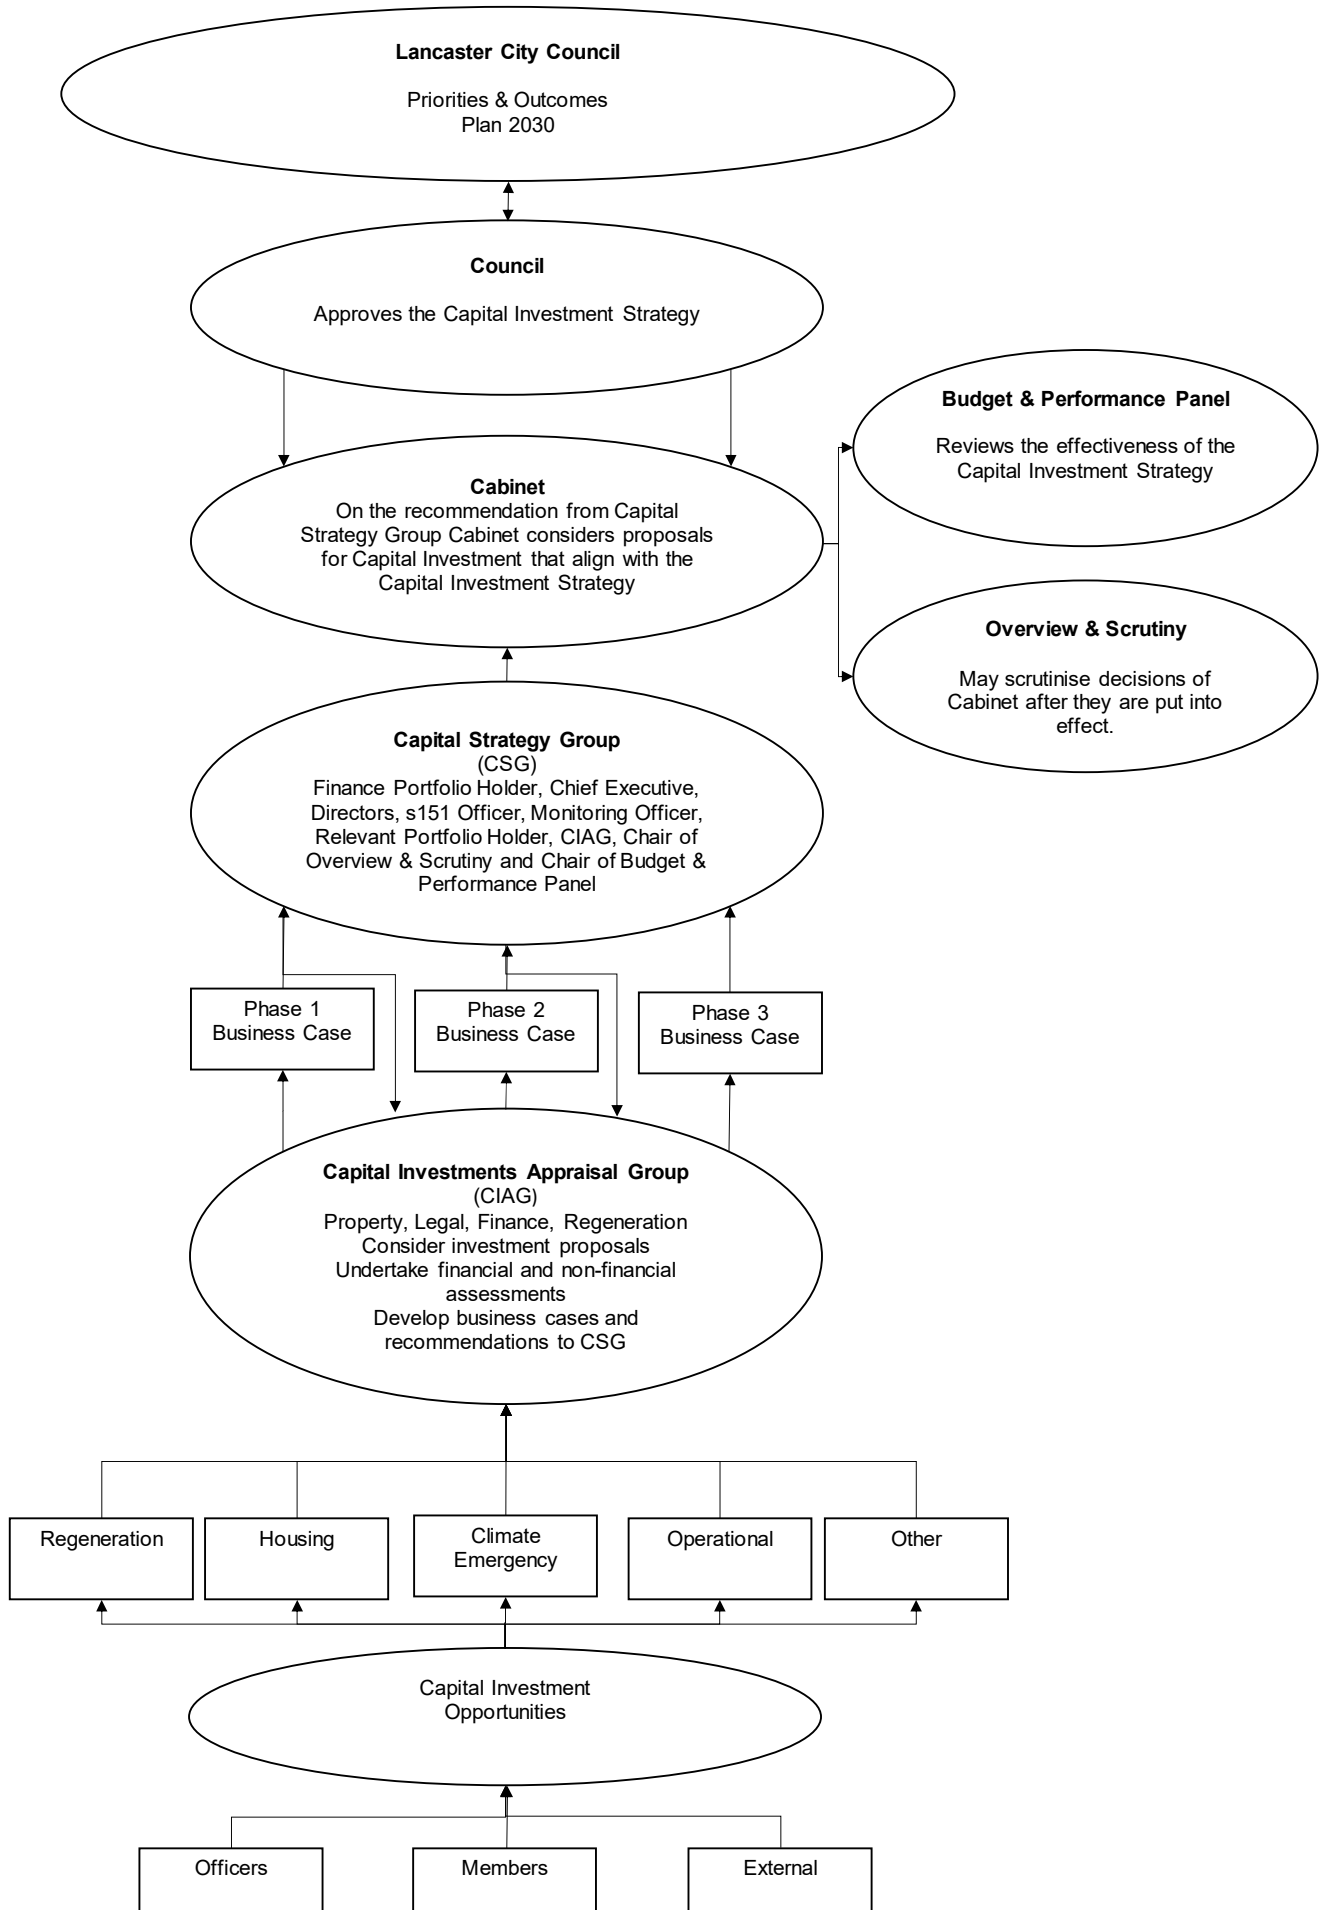 Lancaster City Council
Priorities & Outcomes
Plan 2030
Council
Approves the Capital Investment Strategy
Budget & Performance Panel
Reviews the effectiveness of the
Capital Investment Strategy
Cabinet
On the recommendation from Capital
Strategy Group Cabinet considers proposals
for Capital Investment that align with the
Capital Investment Strategy
Overview & Scrutiny
May scrutinise decisions of
Cabinet after they are put into
effect.
Capital Strategy Group
(CSG)
Finance Portfolio Holder, Chief Executive,
Directors, s151 Officer, Monitoring Officer,
Relevant Portfolio Holder, CIAG, Chair of
Overview & Scrutiny and Chair of Budget &
Performance Panel
Phase 1
Business Case
Phase 2
Business Case
Phase 3
Business Case
Capital Investments Appraisal Group
(CIAG)
Property, Legal, Finance, Regeneration
Consider investment proposals
Undertake financial and non-financial
assessments
Develop business cases and
recommendations to CSG
Regeneration
Housing
Climate
Emergency
Operational
Other
Capital Investment
Opportunities
Officers
Members
External